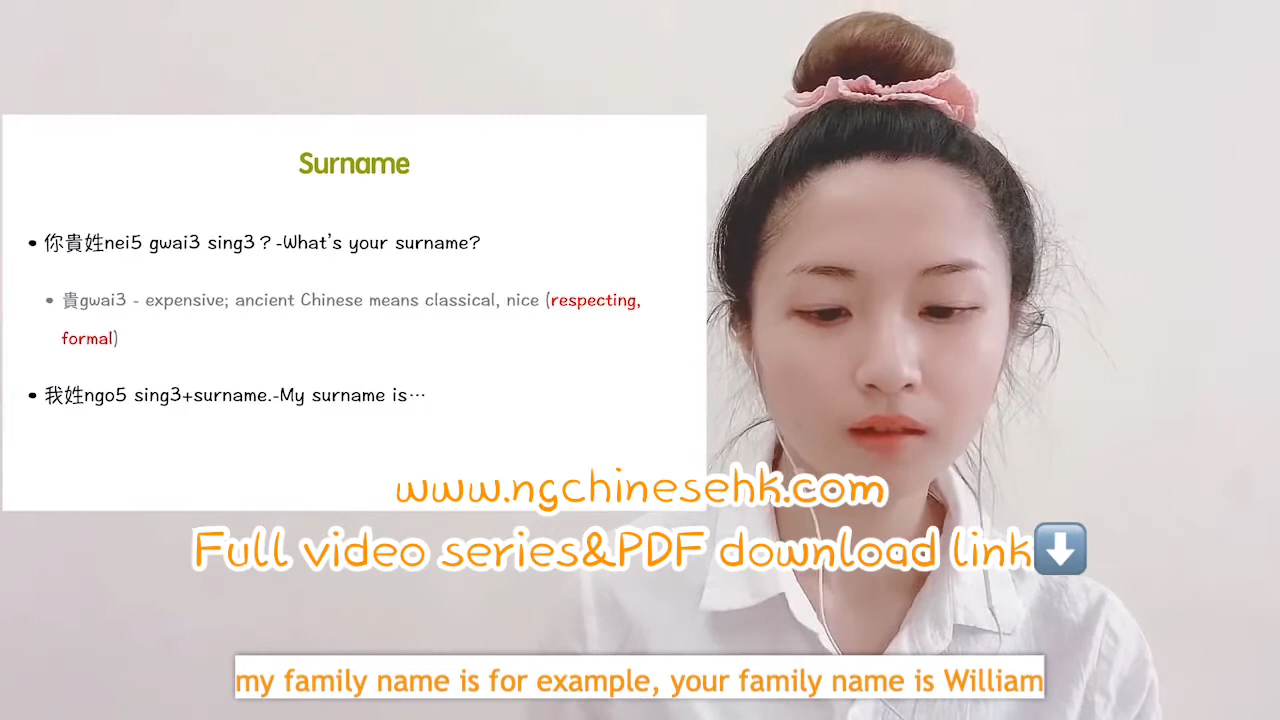 Surname
• 你貴姓nei5 gwai3 sing3？-What's your surname?
• 貴gwai3 - expensive; ancient Chinese means classical, nice (respecting,
formal)
• 我姓ngo5 sing3+surname.-My surname is…
www.ngchinesehk.com
Full video series&PDF download link⬇️
my family name is for example, your family name is William